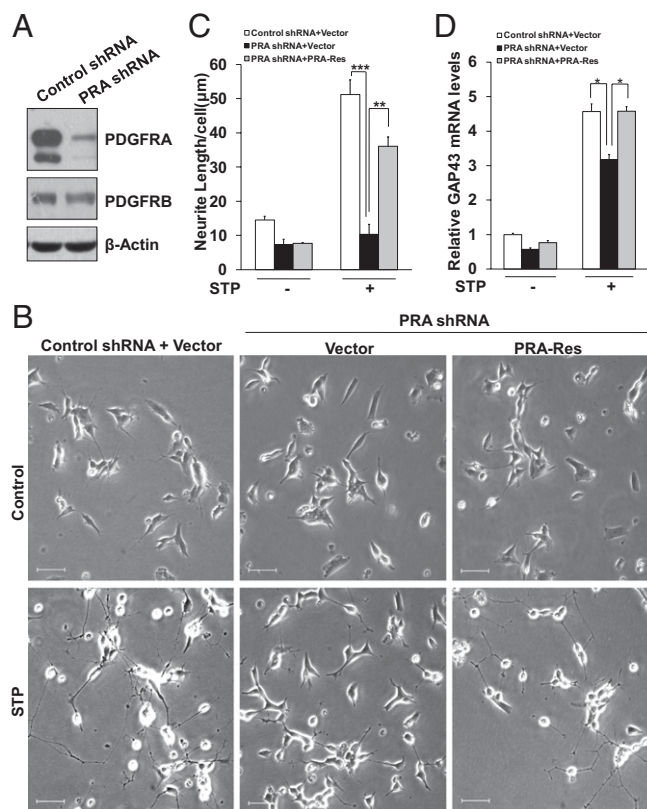 A
Control shRNA
PRA shRNA
PDGFRA
PDGFRB
β-Actin
C
Control shRNA+Vector
PRA shRNA+Vector
PRA shRNA+PRA-Res
Neurite Length/cell(μm)
60
50
40
30
20
10
0
***
**
STP
-
+
D
Control shRNA+Vector
PRA shRNA+Vector
PRA shRNA+PRA-Res
Relative GAP43 mRNA levels
6
5
4
3
2
1
0
*
*
STP
-
+
B
PRA shRNA
Control shRNA + Vector
Vector
PRA-Res
Control
STP